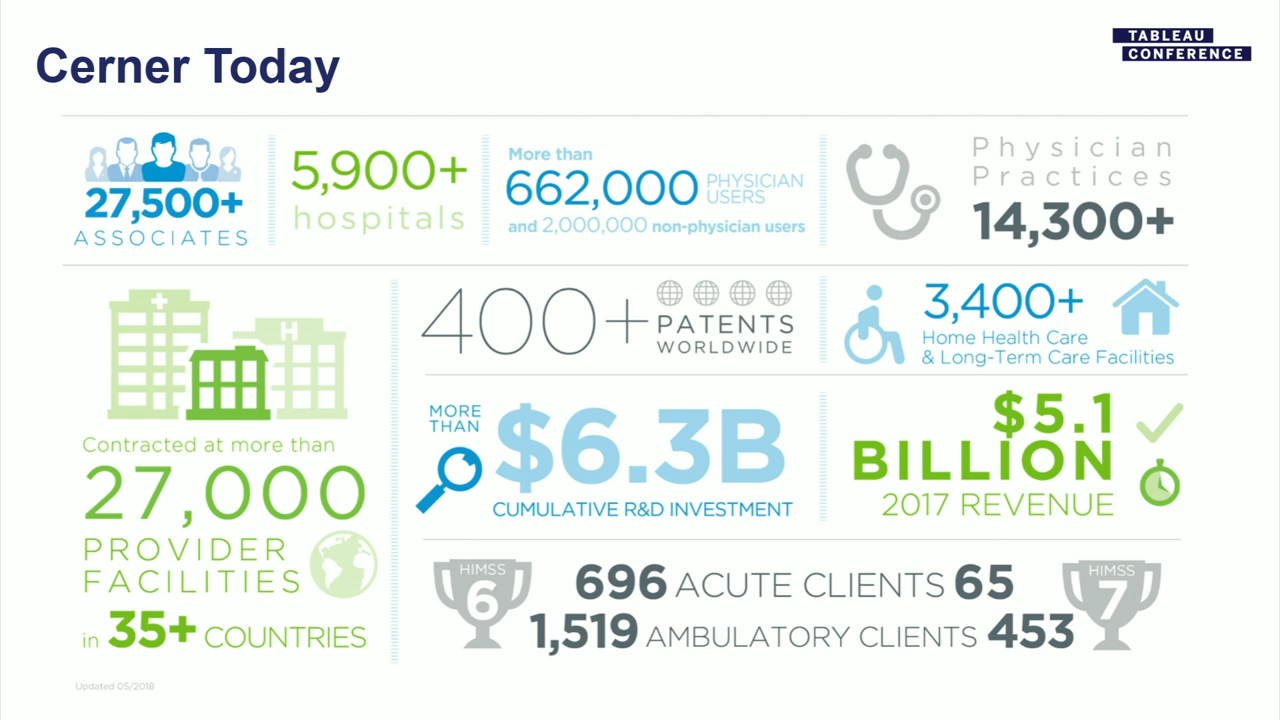 Cerner Today
TABLEAU
CONFERENCE
27,500+
ASSOCIATES
5,900+
hospitals
More than
662,000 PHYSICIAN USERS
and 2,000,000 non-physician users
Physician
Practices
14,300+
H
Contracted at more than
27,000
PROVIDER
FACILITIES
in 35+ COUNTRIES
400+ PATENTS
WORLDWIDE
3,400+
Home Health Care
& Long-Term Care Facilities
MORE
THAN
$6.3B
CUMULATIVE R&D INVESTMENT
$5.1
BILLION
2017 REVENUE
HIMSS
6
696 ACUTE CLIENTS 65
1,519 AMBULATORY CLIENTS 453
HIMSS
7
Updated 05/2018